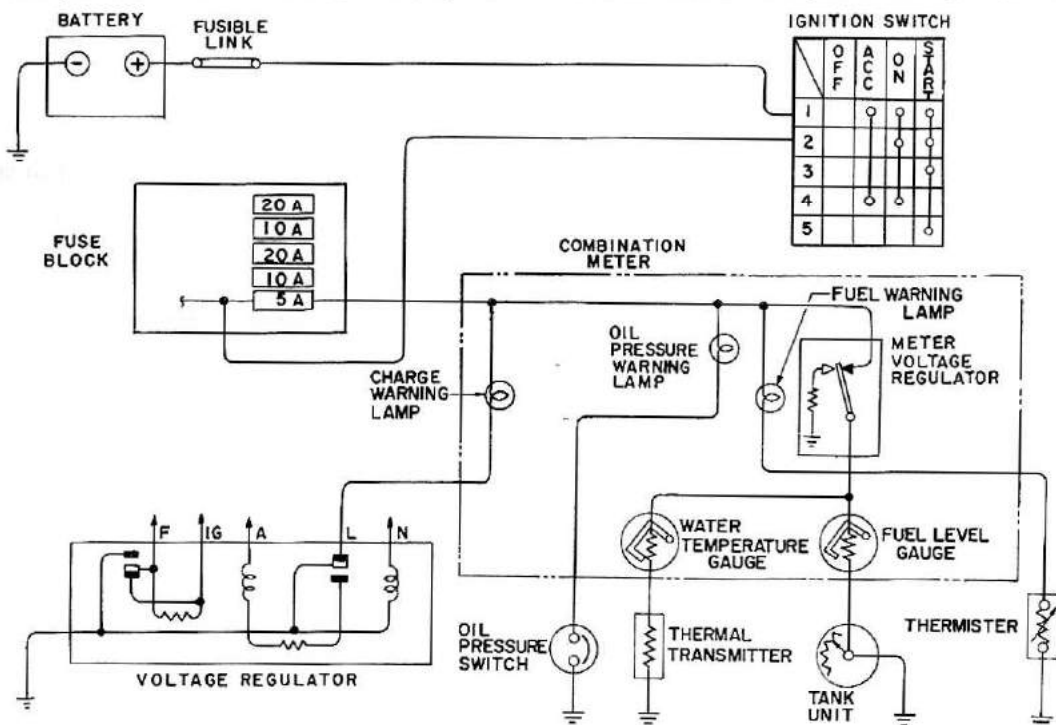 BATTERY
FUSIBLE
LINK
IGNITION SWITCH
OFF
ACC
ON
START
1
2
3
4
5
FUSE
BLOCK
20 A
10 A
20 A
10 A
5 A
COMBINATION
METER
FUEL WARNING
LAMP
OIL
PRESSURE
WARNING
LAMP
METER
VOLTAGE
REGULATOR
CHARGE
WARNING
LAMP
F
IG
A
L
N
WATER
TEMPERATURE
GAUGE
FUEL LEVEL
GAUGE
OIL
PRESSURE
SWITCH
THERMAL
TRANSMITTER
TANK
UNIT
THERMISTER
VOLTAGE REGULATOR